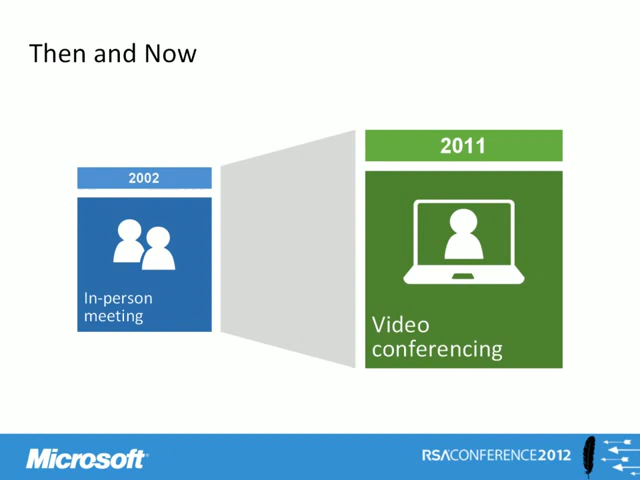 Then and Now
2002
In-person
meeting
2011
Video
conferencing
Microsoft
RSACONFERENCE2012